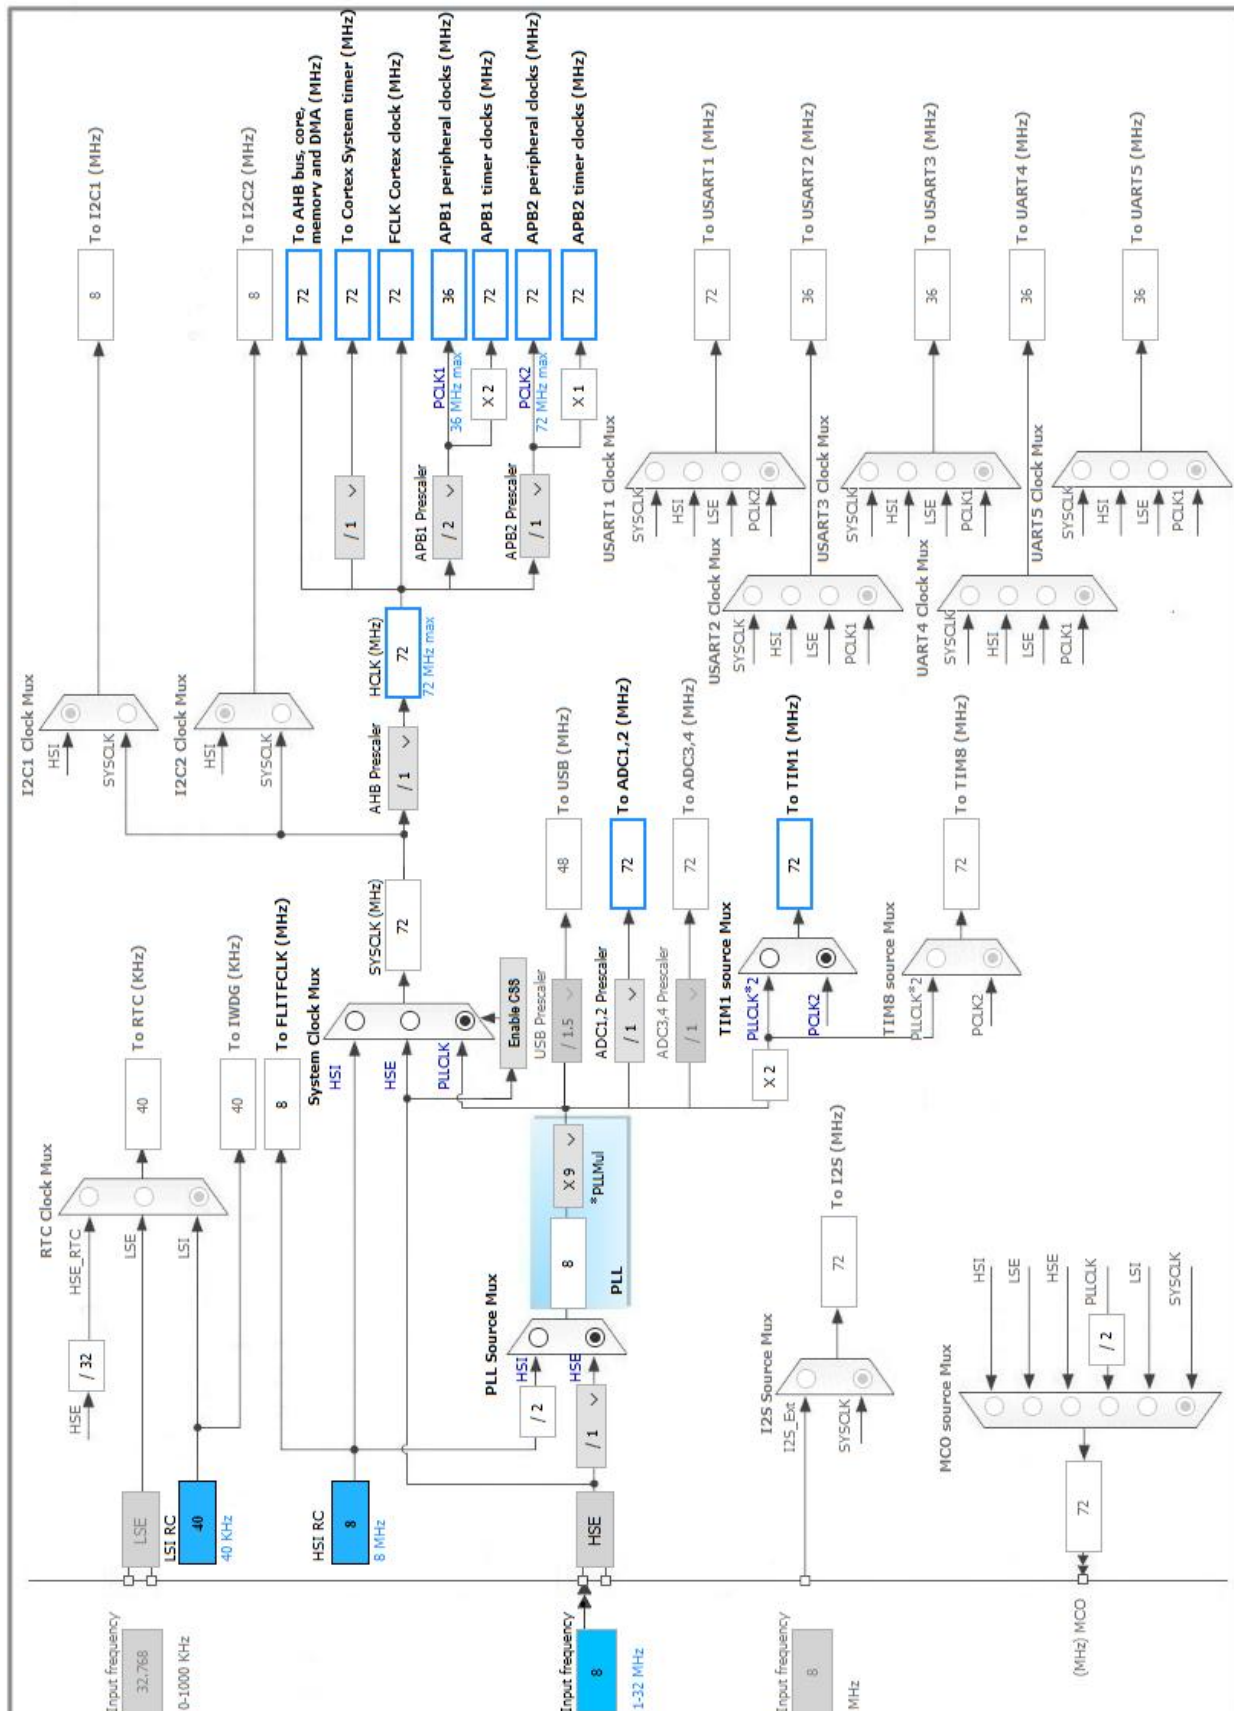 Input frequency
32.768
0-1000 KHz
LSE
LSI RC
40
40 KHz
HSE
/ 32
HSE_RTC
LSE
LSI
RTC Clock Mux
40
To RTC (KHz)
40
To IWDG (KHz)
8
To FLITFCLK (MHz)
HSI RC
8
8 MHz
Input frequency
8
1-32 MHz
HSE
/ 2
/ 1
PLL Source Mux
HSI
HSE
8
X 9
*PLLMul
PLL
System Clock Mux
HSI
HSE
PLLCLK
Enable CSS
SYSCLK (MHz)
72
I2C1 Clock Mux
HSI
SYSCLK
8
To I2C1 (MHz)
I2C2 Clock Mux
HSI
SYSCLK
8
To I2C2 (MHz)
AHB Prescaler
/ 1
HCLK (MHz)
72
72 MHz max
72
To AHB bus, core,
memory and DMA (MHz)
/ 1
72
To Cortex System timer (MHz)
72
FCLK Cortex clock (MHz)
APB1 Prescaler
/ 2
PCLK1
36 MHz max
36
APB1 peripheral clocks (MHz)
X 2
72
APB1 timer clocks (MHz)
APB2 Prescaler
/ 1
PCLK2
72 MHz max
72
APB2 peripheral clocks (MHz)
X 1
72
APB2 timer clocks (MHz)
USB Prescaler
/ 1.5
48
To USB (MHz)
ADC1,2 Prescaler
/ 1
72
To ADC1,2 (MHz)
ADC3,4 Prescaler
/ 1
72
To ADC3,4 (MHz)
X 2
TIM1 source Mux
PLLCLK*2
PCLK2
72
To TIM1 (MHz)
TIM8 source Mux
PLLCLK*2
PCLK2
72
To TIM8 (MHz)
USART1 Clock Mux
SYSCLK
HSI
LSE
PCLK2
72
To USART1 (MHz)
USART2 Clock Mux
SYSCLK
HSI
LSE
PCLK1
36
To USART2 (MHz)
USART3 Clock Mux
SYSCLK
HSI
LSE
PCLK1
36
To USART3 (MHz)
UART4 Clock Mux
SYSCLK
HSI
LSE
PCLK1
36
To UART4 (MHz)
UART5 Clock Mux
SYSCLK
HSI
LSE
PCLK1
36
To UART5 (MHz)
Input frequency
8
MHz
I2S Source Mux
I2S_Ext
SYSCLK
72
To I2S (MHz)
MCO source Mux
HSI
LSE
HSE
PLLCLK
/ 2
LSI
SYSCLK
72
(MHz) MCO